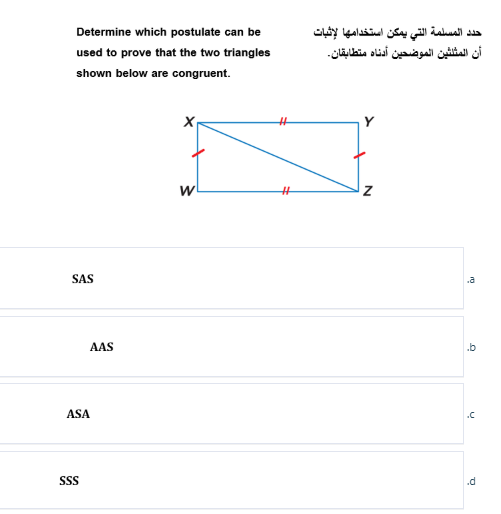 Determine which postulate can be
used to prove that the two triangles
shown below are congruent.
حدد المسلمة التي يمكن استخدامها لإثبات
أن المثلثين الموضحين أدناه متطابقان.
X
Y
W
Z
SAS
.a
AAS
.b
ASA
.c
SSS
.d